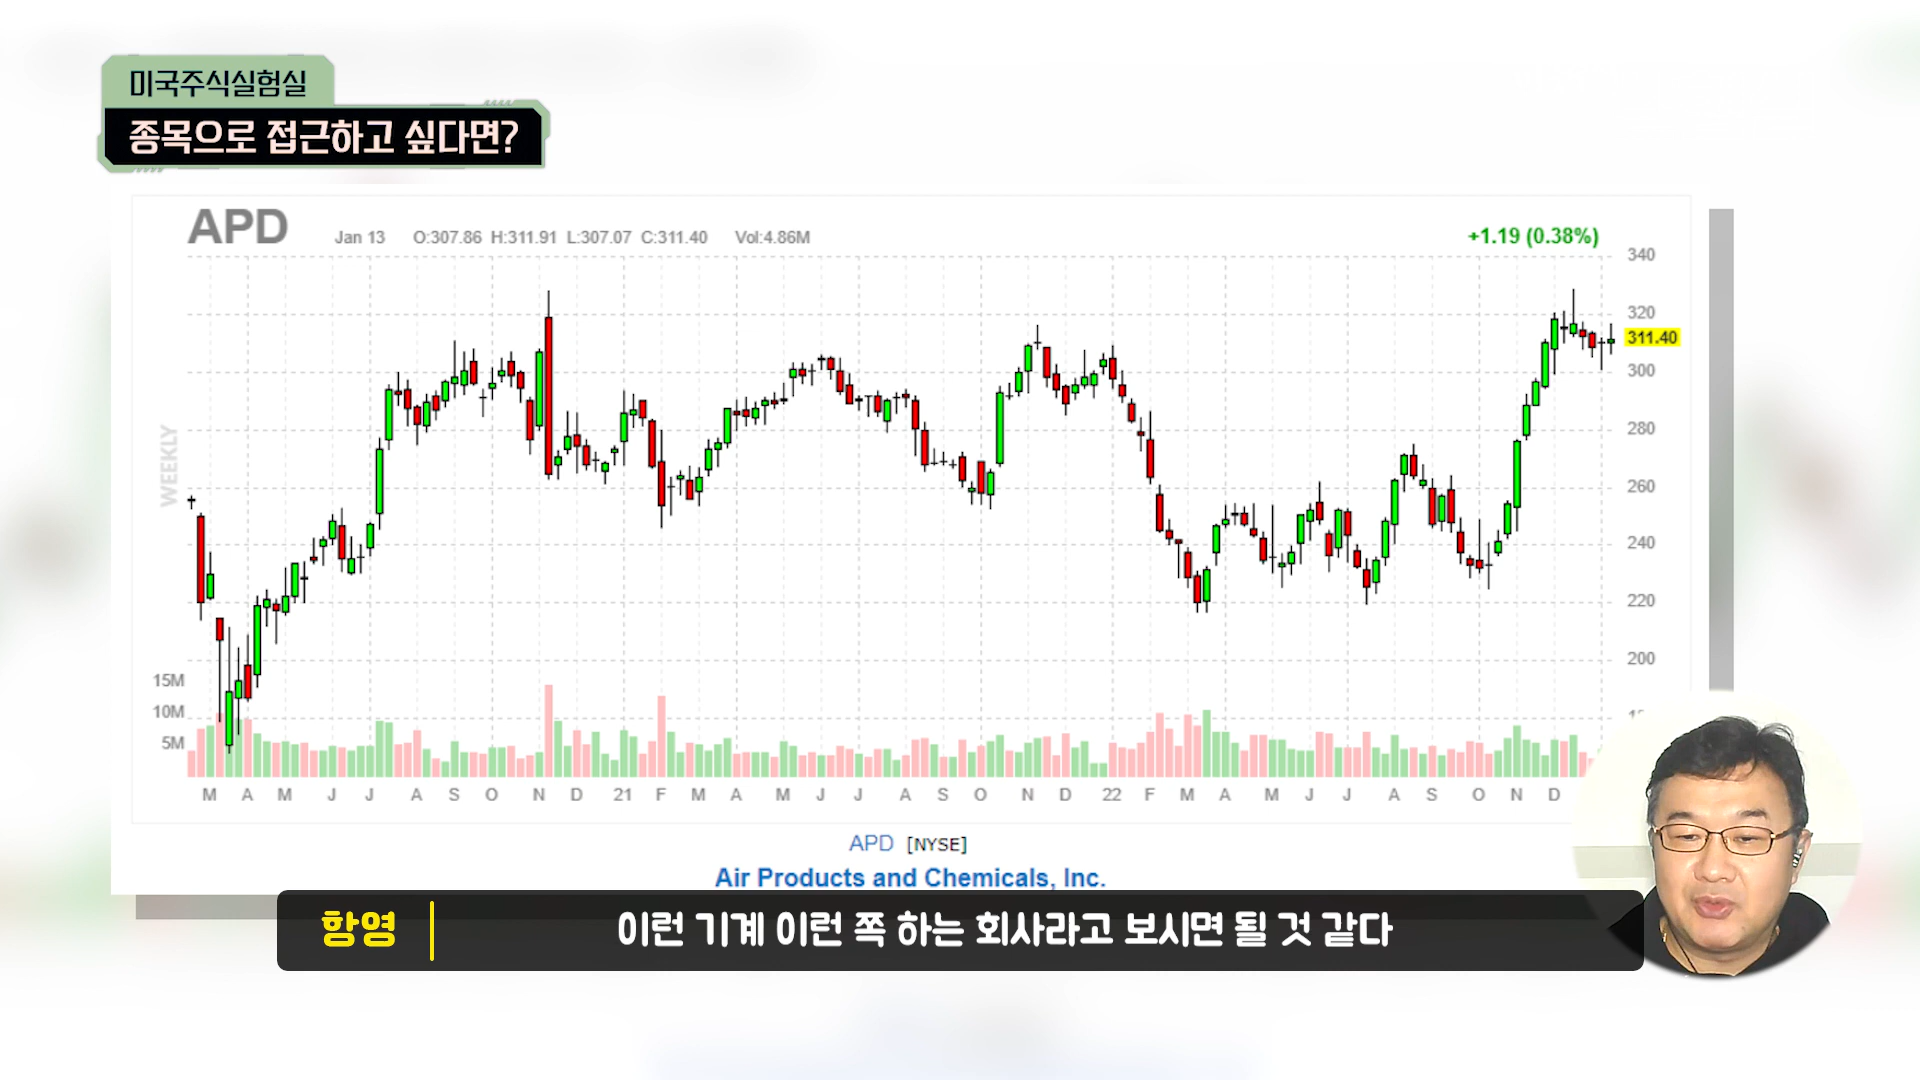 미국주식실험실
종목으로 접근하고 싶다면?
APD Jan 13 O:307.86 H:311.91 L:307.07 C:311.40 Vol:4.86M +1.19 (0.38%)
340
320
311.40
300
280
260
240
220
200
WEEKLY
15M
10M
5M
M A M J J A S O N D 21 F M A M J J A S O N D 22 F M A M J J A S O N D
APD [NYSE]
Air Products and Chemicals, Inc.
항영 이런 기계 이런 쪽 하는 회사라고 보시면 될 것 같다